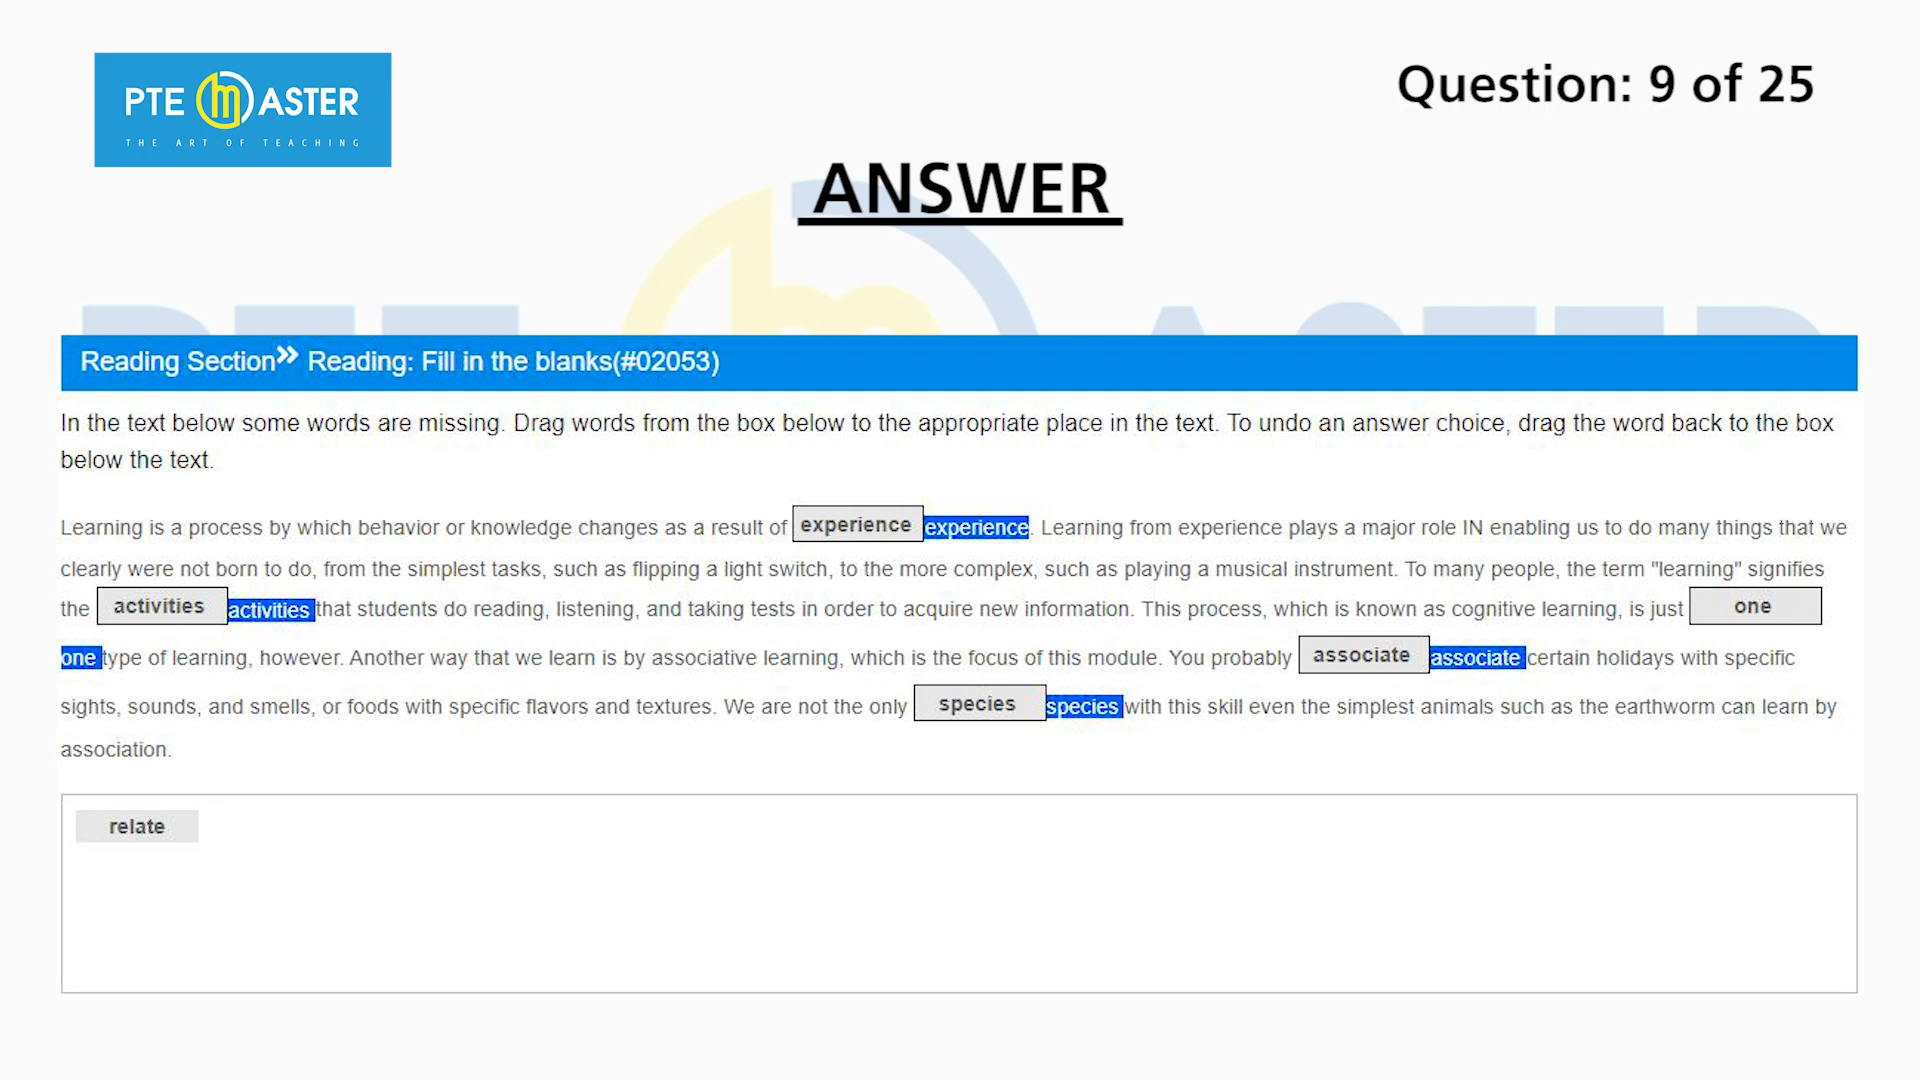 PTE MASTER
THE ART OF TEACHING
Question: 9 of 25
ANSWER
Reading Section» Reading: Fill in the blanks(#02053)
In the text below some words are missing. Drag words from the box below to the appropriate place in the text. To undo an answer choice, drag the word back to the box
below the text.
Learning is a process by which behavior or knowledge changes as a result of experience experience. Learning from experience plays a major role IN enabling us to do many things that we
clearly were not born to do, from the simplest tasks, such as flipping a light switch, to the more complex, such as playing a musical instrument. To many people, the term "learning" signifies
the activities activities that students do reading, listening, and taking tests in order to acquire new information. This process, which is known as cognitive learning, is just one
one type of learning, however. Another way that we learn is by associative learning, which is the focus of this module. You probably associate associate certain holidays with specific
sights, sounds, and smells, or foods with specific flavors and textures. We are not the only species species with this skill even the simplest animals such as the earthworm can learn by
association.
relate